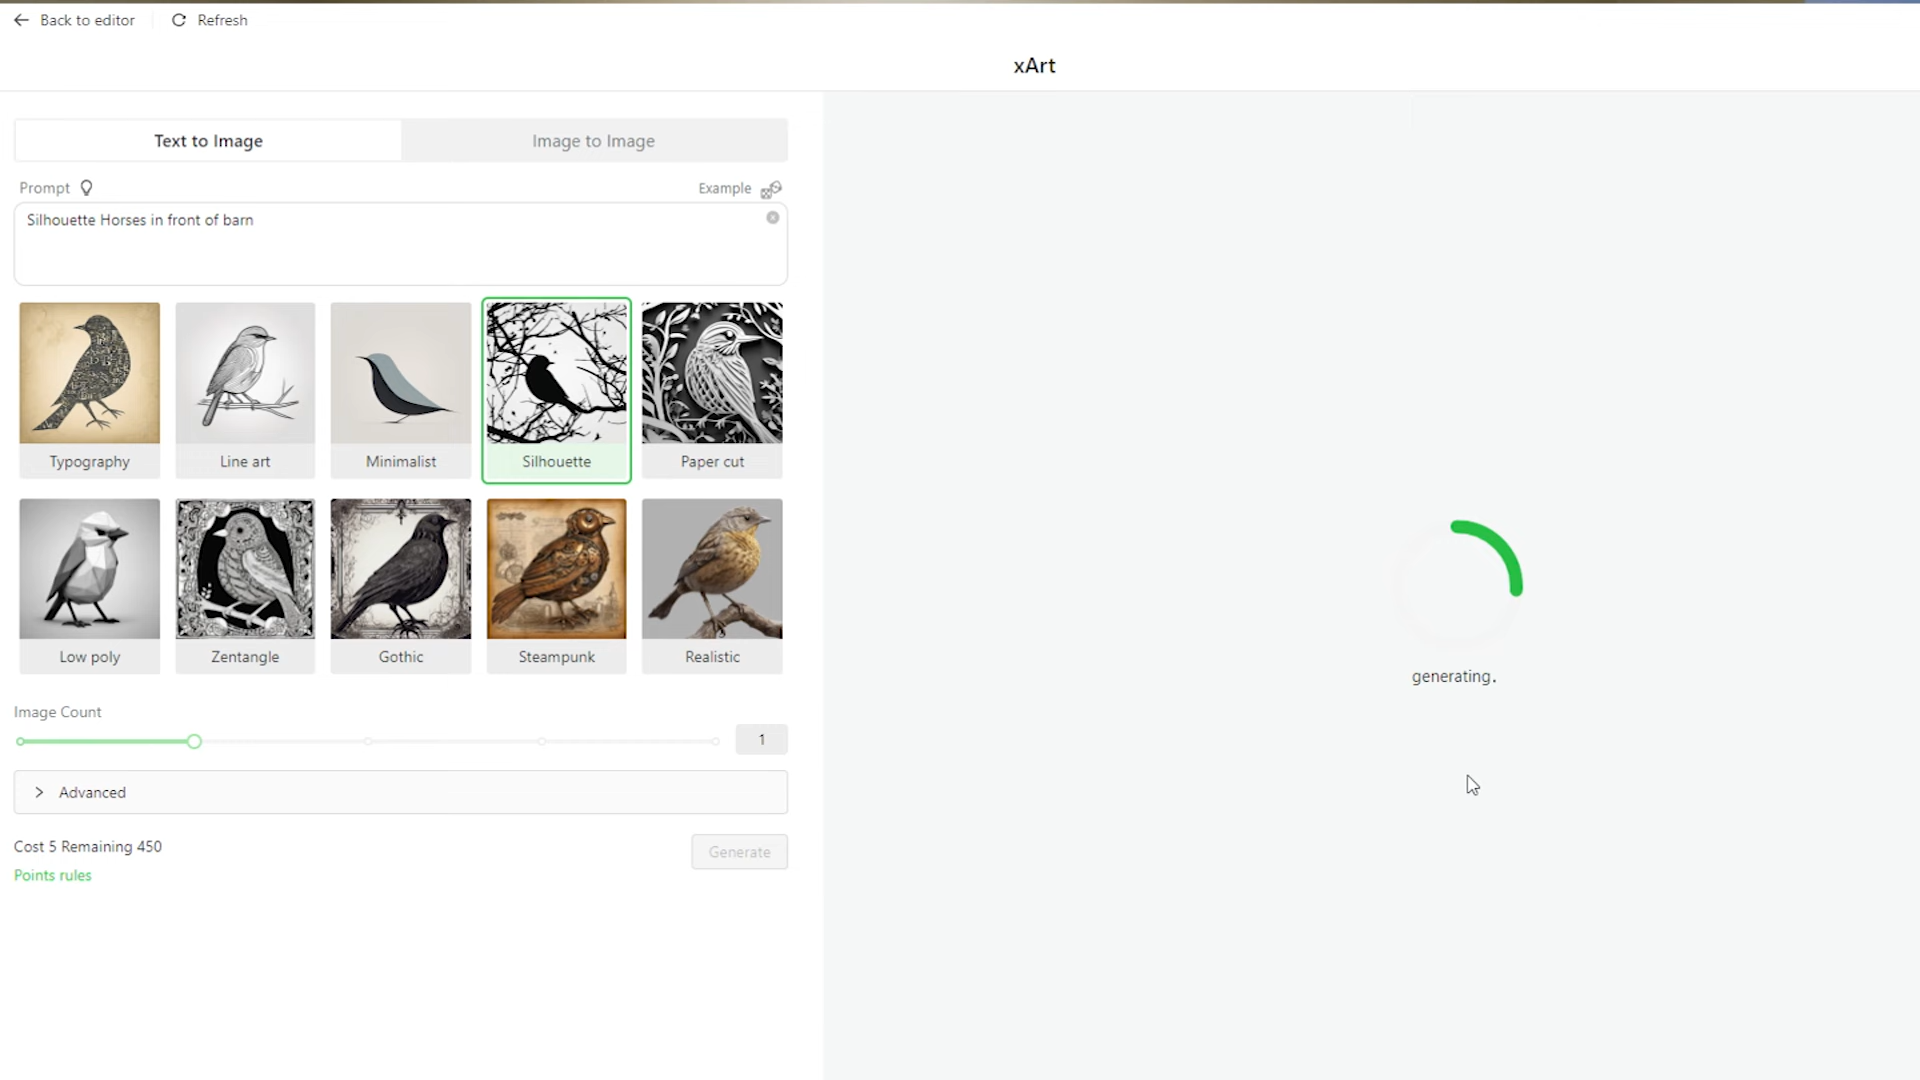 Back to editor
Refresh
xArt
Text to Image
Image to Image
Prompt
Example
Silhouette Horses in front of barn
Typography
Line art
Minimalist
Silhouette
Paper cut
Low poly
Zentangle
Gothic
Steampunk
Realistic
Image Count
1
Advanced
Cost 5 Remaining 450
Generate
Points rules
generating.